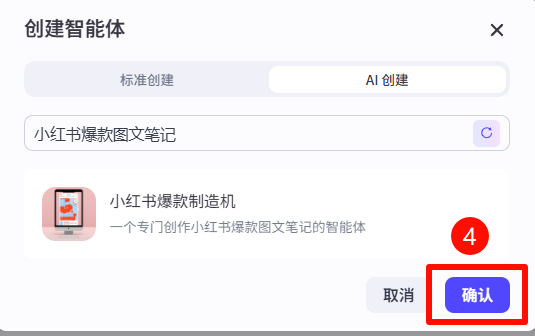 创建智能体
标准创建
AI 创建
小红书爆款图文笔记
小红书爆款制造机
一个专门创作小红书爆款图文笔记的智能体
4
取消
确认